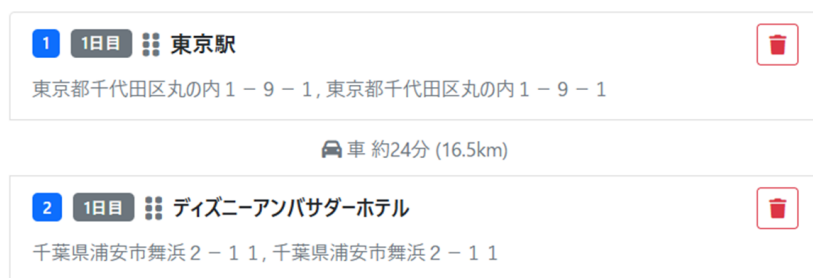 1 1日目 東京駅
東京都千代田区丸の内１－９－１, 東京都千代田区丸の内１－９－１
車 約24分 (16.5km)
2 1日目 ディズニーアンバサダーホテル
千葉県浦安市舞浜２－１１, 千葉県浦安市舞浜２－１１